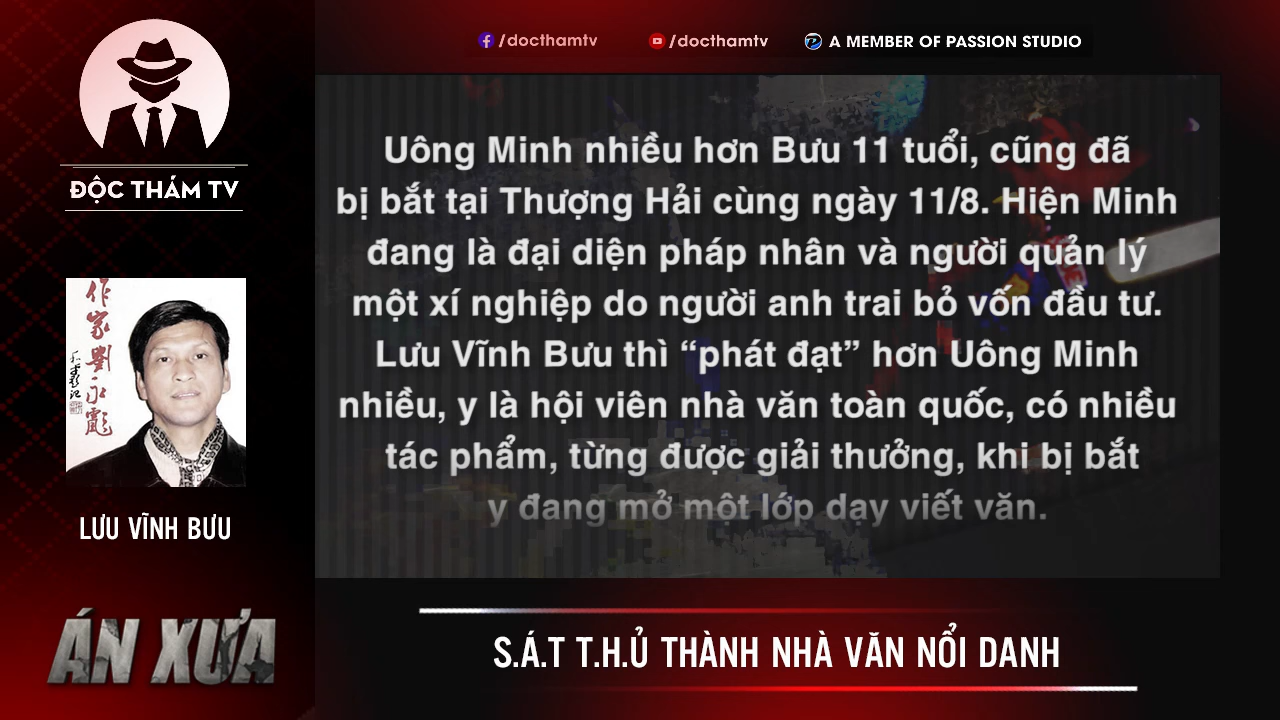 /docthamtv
/docthamtv
A MEMBER OF PASSION STUDIO
ĐỘC THÁM TV
作家劉永彪
LƯU VĨNH BƯU
ÁN XƯA
Uông Minh nhiều hơn Bưu 11 tuổi, cũng đã
bị bắt tại Thượng Hải cùng ngày 11/8. Hiện Minh
đang là đại diện pháp nhân và người quản lý
một xí nghiệp do người anh trai bỏ vốn đầu tư.
Lưu Vĩnh Bưu thì “phát đạt” hơn Uông Minh
nhiều, y là hội viên nhà văn toàn quốc, có nhiều
tác phẩm, từng được giải thưởng, khi bị bắt
y đang mở một lớp dạy viết văn.
S.Á.T T.H.Ủ THÀNH NHÀ VĂN NỔI DANH